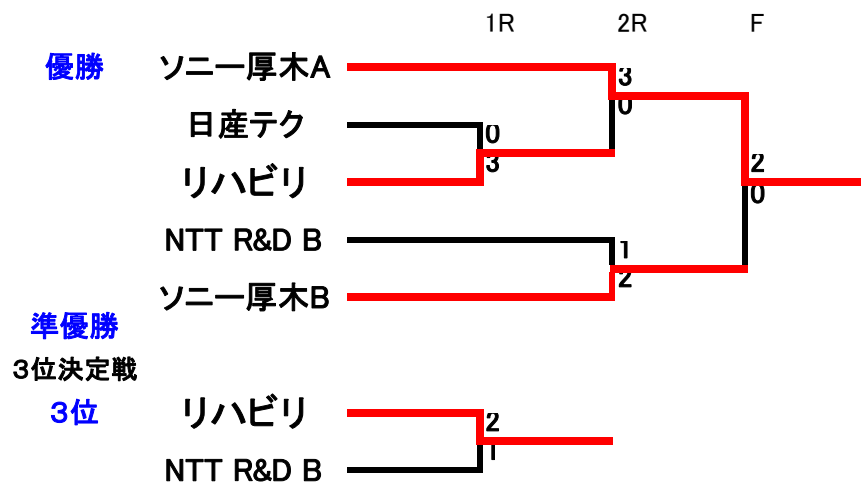 1R 2R F
優勝 ソニー厚木A 3
日産テク 0 0
リハビリ 3 2
NTT R&D B 1 0
ソニー厚木B 2
準優勝
3位決定戦
3位 リハビリ 2
NTT R&D B 1